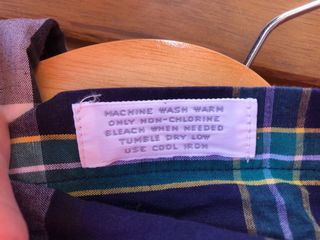 MACHINE WASH WARM
ONLY NON-CHLORINE
BLEACH WHEN NEEDED
TUMBLE DRY LOW
USE COOL IRON